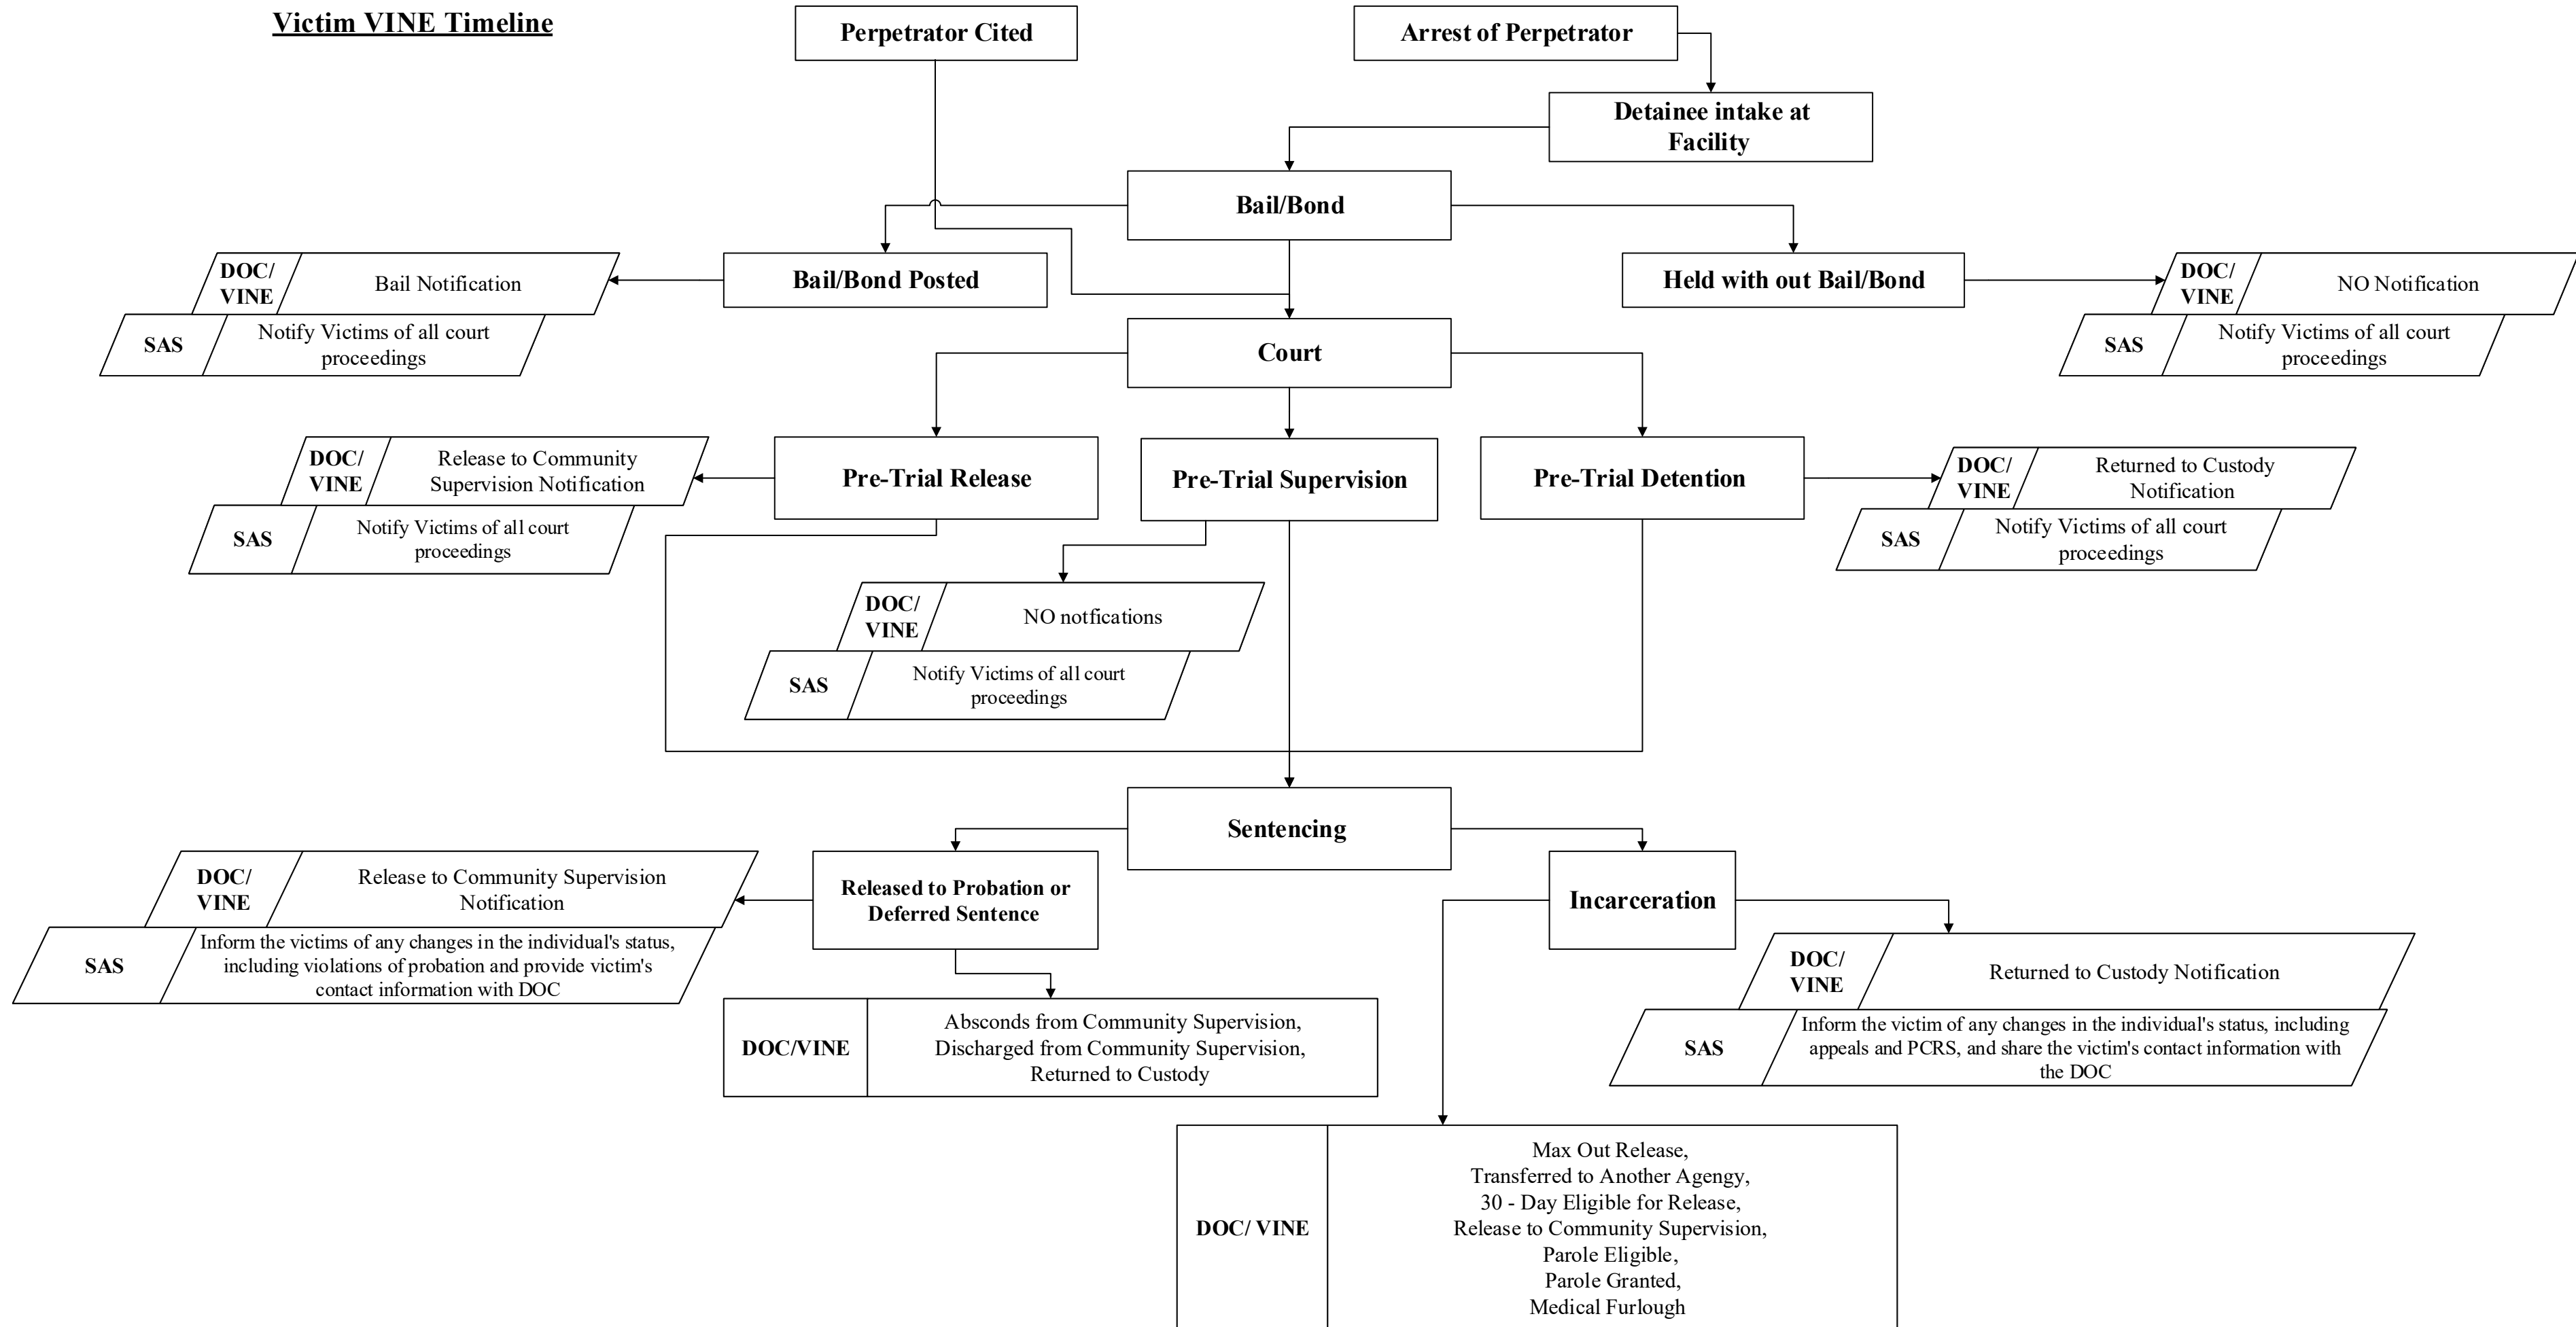 Victim VINE Timeline
Perpetrator Cited
Arrest of Perpetrator
Detainee intake at
Facility
Bail/Bond
DOC/
VINE
Bail Notification
SAS
Notify Victims of all court
proceedings
Bail/Bond Posted
Held with out Bail/Bond
DOC/
VINE
NO Notification
SAS
Notify Victims of all court
proceedings
Court
DOC/
VINE
Release to Community
Supervision Notification
SAS
Notify Victims of all court
proceedings
Pre-Trial Release
Pre-Trial Supervision
Pre-Trial Detention
DOC/
VINE
Returned to Custody
Notification
SAS
Notify Victims of all court
proceedings
DOC/
VINE
NO notfications
SAS
Notify Victims of all court
proceedings
Sentencing
DOC/
VINE
Release to Community Supervision
Notification
SAS
Inform the victims of any changes in the individual's status,
including violations of probation and provide victim's
contact information with DOC
Released to Probation or
Deferred Sentence
Incarceration
DOC/
VINE
Returned to Custody Notification
SAS
Inform the victim of any changes in the individual's status, including
appeals and PCRS, and share the victim's contact information with
the DOC
DOC/VINE
Absconds from Community Supervision,
Discharged from Community Supervision,
Returned to Custody
DOC/ VINE
Max Out Release,
Transferred to Another Agengy,
30 - Day Eligible for Release,
Release to Community Supervision,
Parole Eligible,
Parole Granted,
Medical Furlough